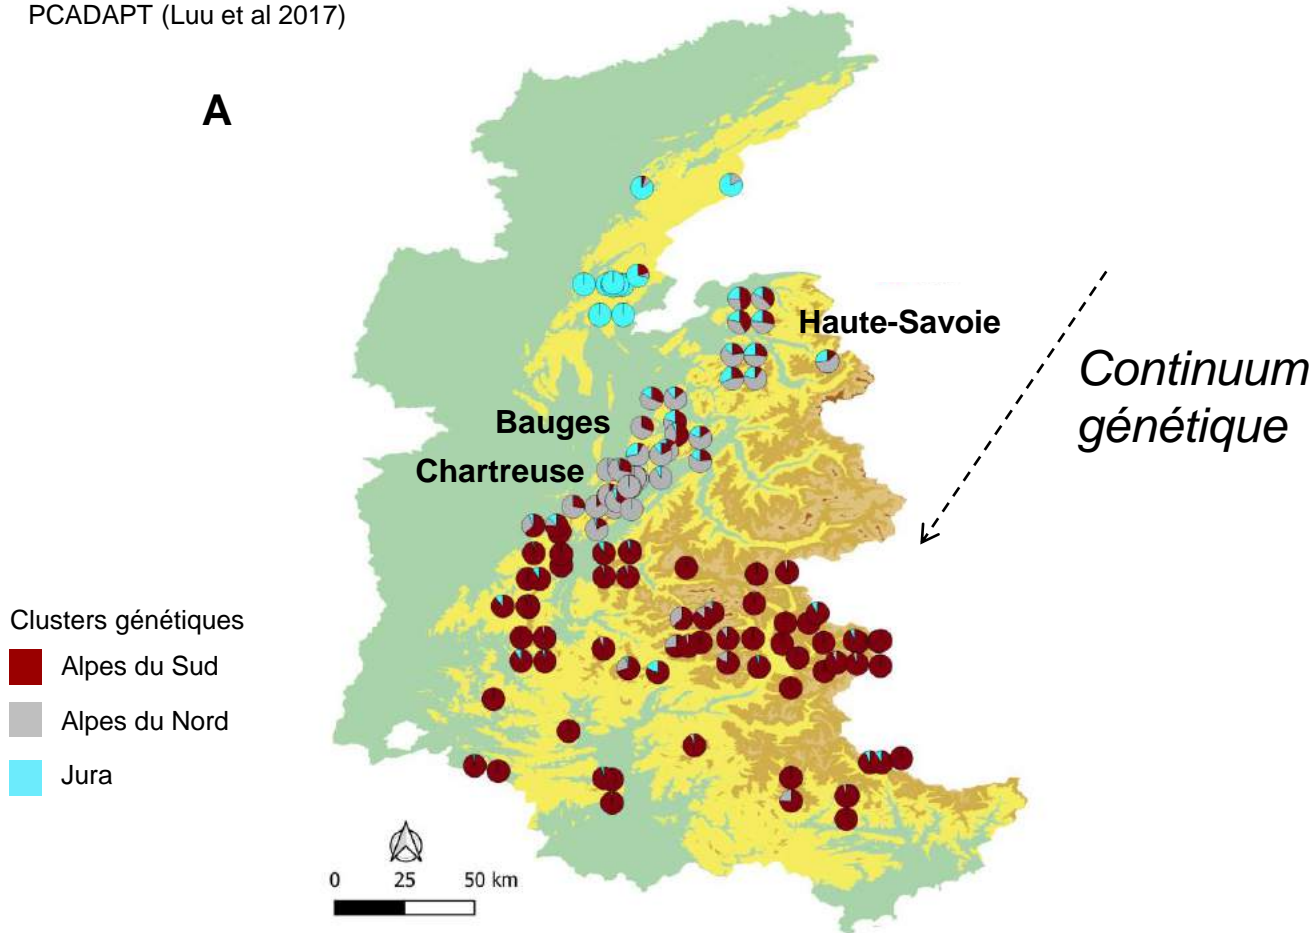 PCADAPT (Luu et al 2017)
A
Haute-Savoie
Continuum
génétique
Bauges
Chartreuse
Clusters génétiques
Alpes du Sud
Alpes du Nord
Jura
0 25 50 km